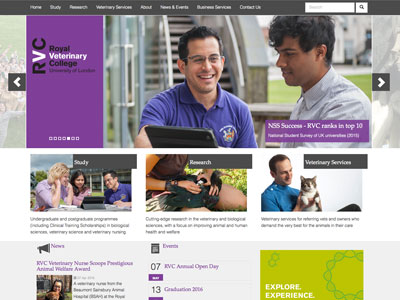 Home Study Research Veterinary Services About News & Events Business Services Contact Us Search
RVC
Royal
Veterinary
College
University of London
NSS Success - RVC ranks in top 10
National Student Survey of UK universities (2015)
Study
Research
Veterinary Services
Undergraduate and postgraduate programmes
(including Clinical Training Scholarships) in biological
sciences, veterinary science and veterinary nursing
Cutting-edge research in the veterinary and biological
sciences, with a focus on improving animal and human
health and welfare
Veterinary services for referring vets and owners who
demand the very best for the animals in their care
News
RVC Veterinary Nurse Scoops Prestigious
Animal Welfare Award
A veterinary nurse from the
Beaumont Sainsbury Animal
Hospital (BSAH) at the Royal
Events
07 RVC Annual Open Day
MAY
13 Graduation 2016
EXPLORE.
EXPERIENCE.